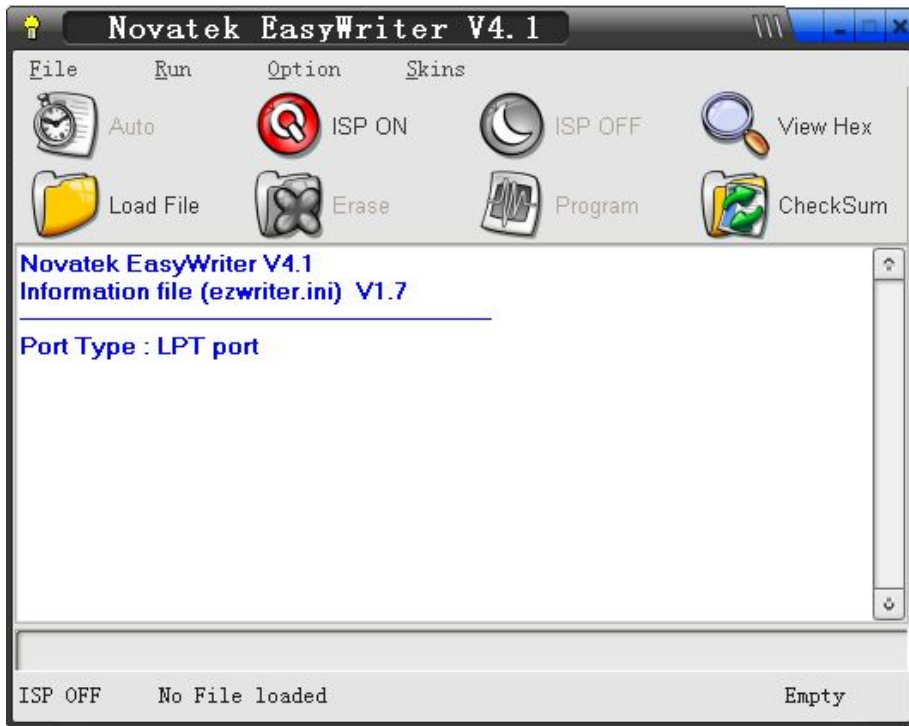 Novatek EasyWriter V4.1
File Run Option Skins
Auto ISP ON ISP OFF View Hex
Load File Erase Program CheckSum
Novatek EasyWriter V4.1
Information file (ezwriter.ini) V1.7
Port Type : LPT port
ISP OFF No File loaded Empty